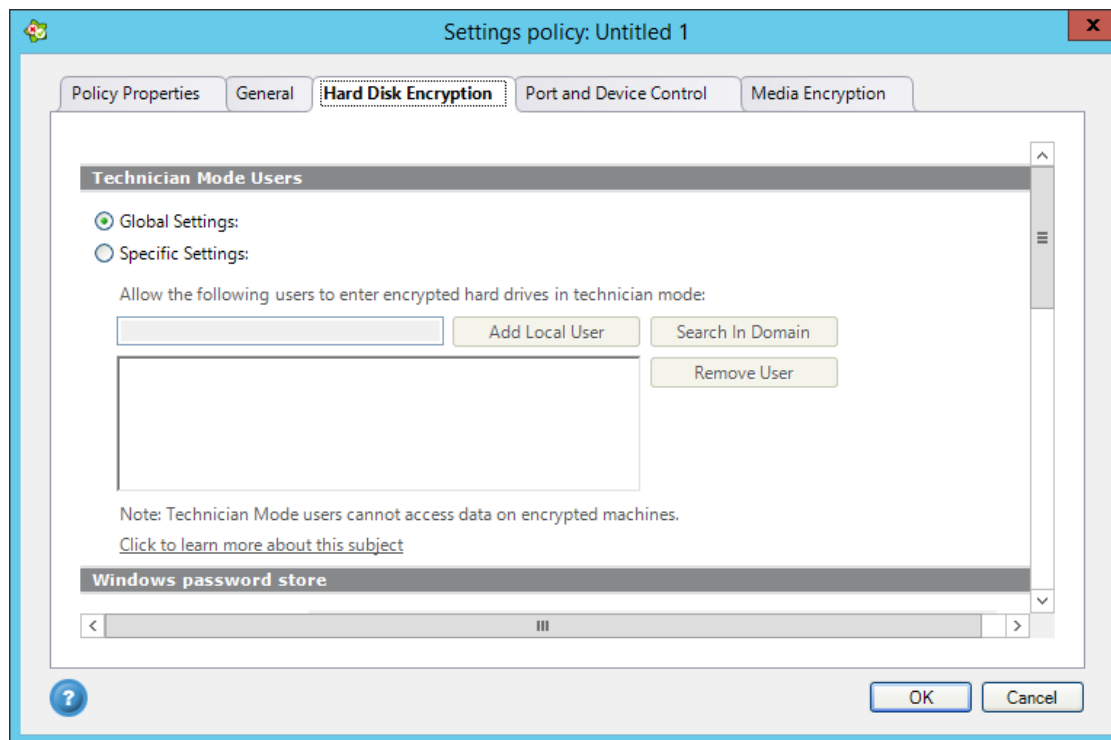 Settings policy: Untitled 1
x
Policy Properties General Hard Disk Encryption Port and Device Control Media Encryption
Technician Mode Users
Global Settings:
Specific Settings:
Allow the following users to enter encrypted hard drives in technician mode:
Add Local User Search In Domain
Remove User
Note: Technician Mode users cannot access data on encrypted machines.
Click to learn more about this subject
Windows password store
? OK Cancel